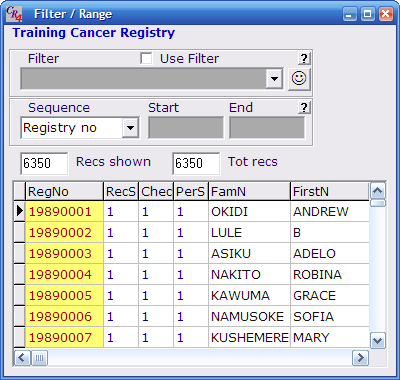 CR4 Filter / Range
Training Cancer Registry
Filter Use Filter ?
Sequence Start End ?
Registry no
6350 Recs shown 6350 Tot recs
RegNo RecS Chec PerS FamN FirstN
19890001 1 1 1 OKIDI ANDREW
19890002 1 1 1 LULE B
19890003 1 1 1 ASIKU ADELO
19890004 1 1 1 NAKITO ROBINA
19890005 1 1 1 KAWUMA GRACE
19890006 1 1 1 NAMUSOKE SOFIA
19890007 1 1 1 KUSHEMERE MARY